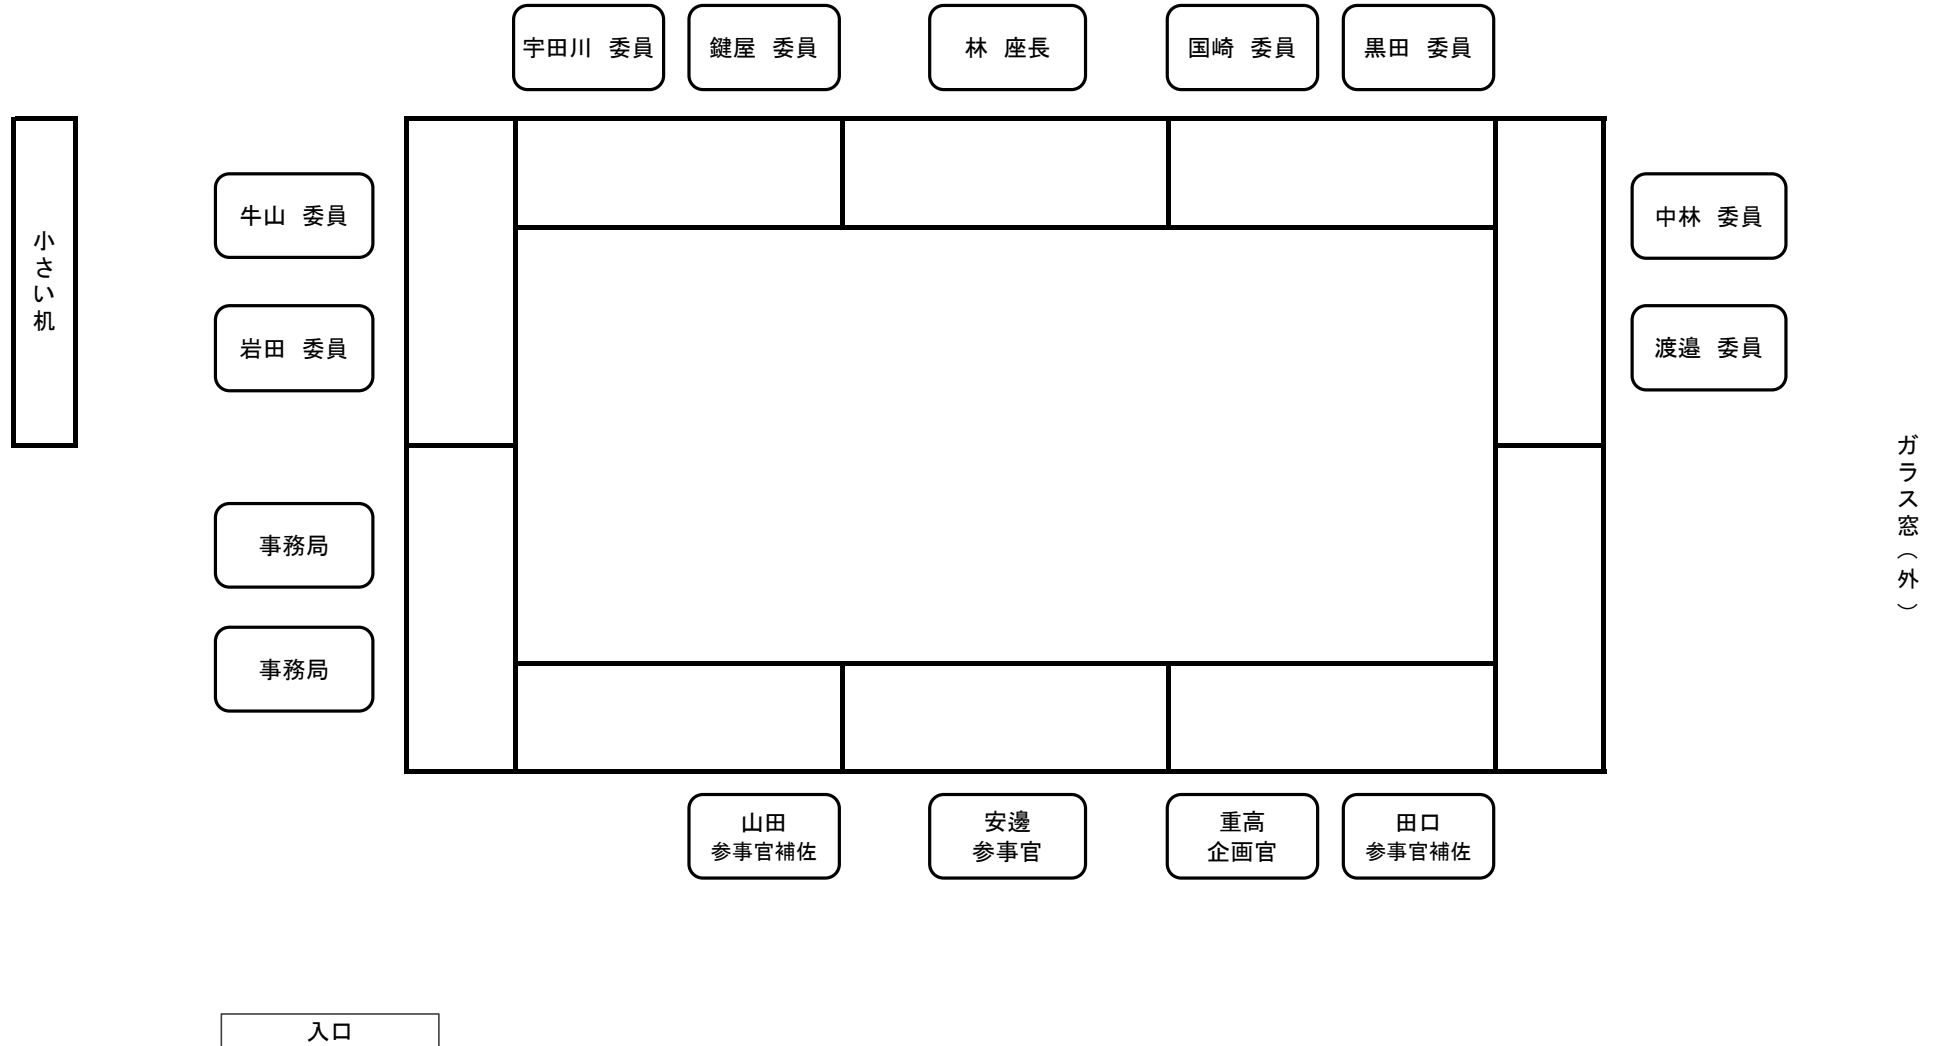 宇田川 委員
鍵屋 委員
林 座長
国崎 委員
黒田 委員
小さい机
牛山 委員
中林 委員
岩田 委員
渡邉 委員
ガラス窓（外）
事務局
事務局
山田
参事官補佐
安邊
参事官
重高
企画官
田口
参事官補佐
入口